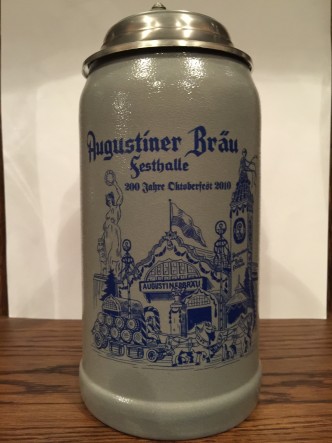 Augustiner Bräu
Festhalle
200 Jahre Oktoberfest 2010
AUGUSTINERBRÄU